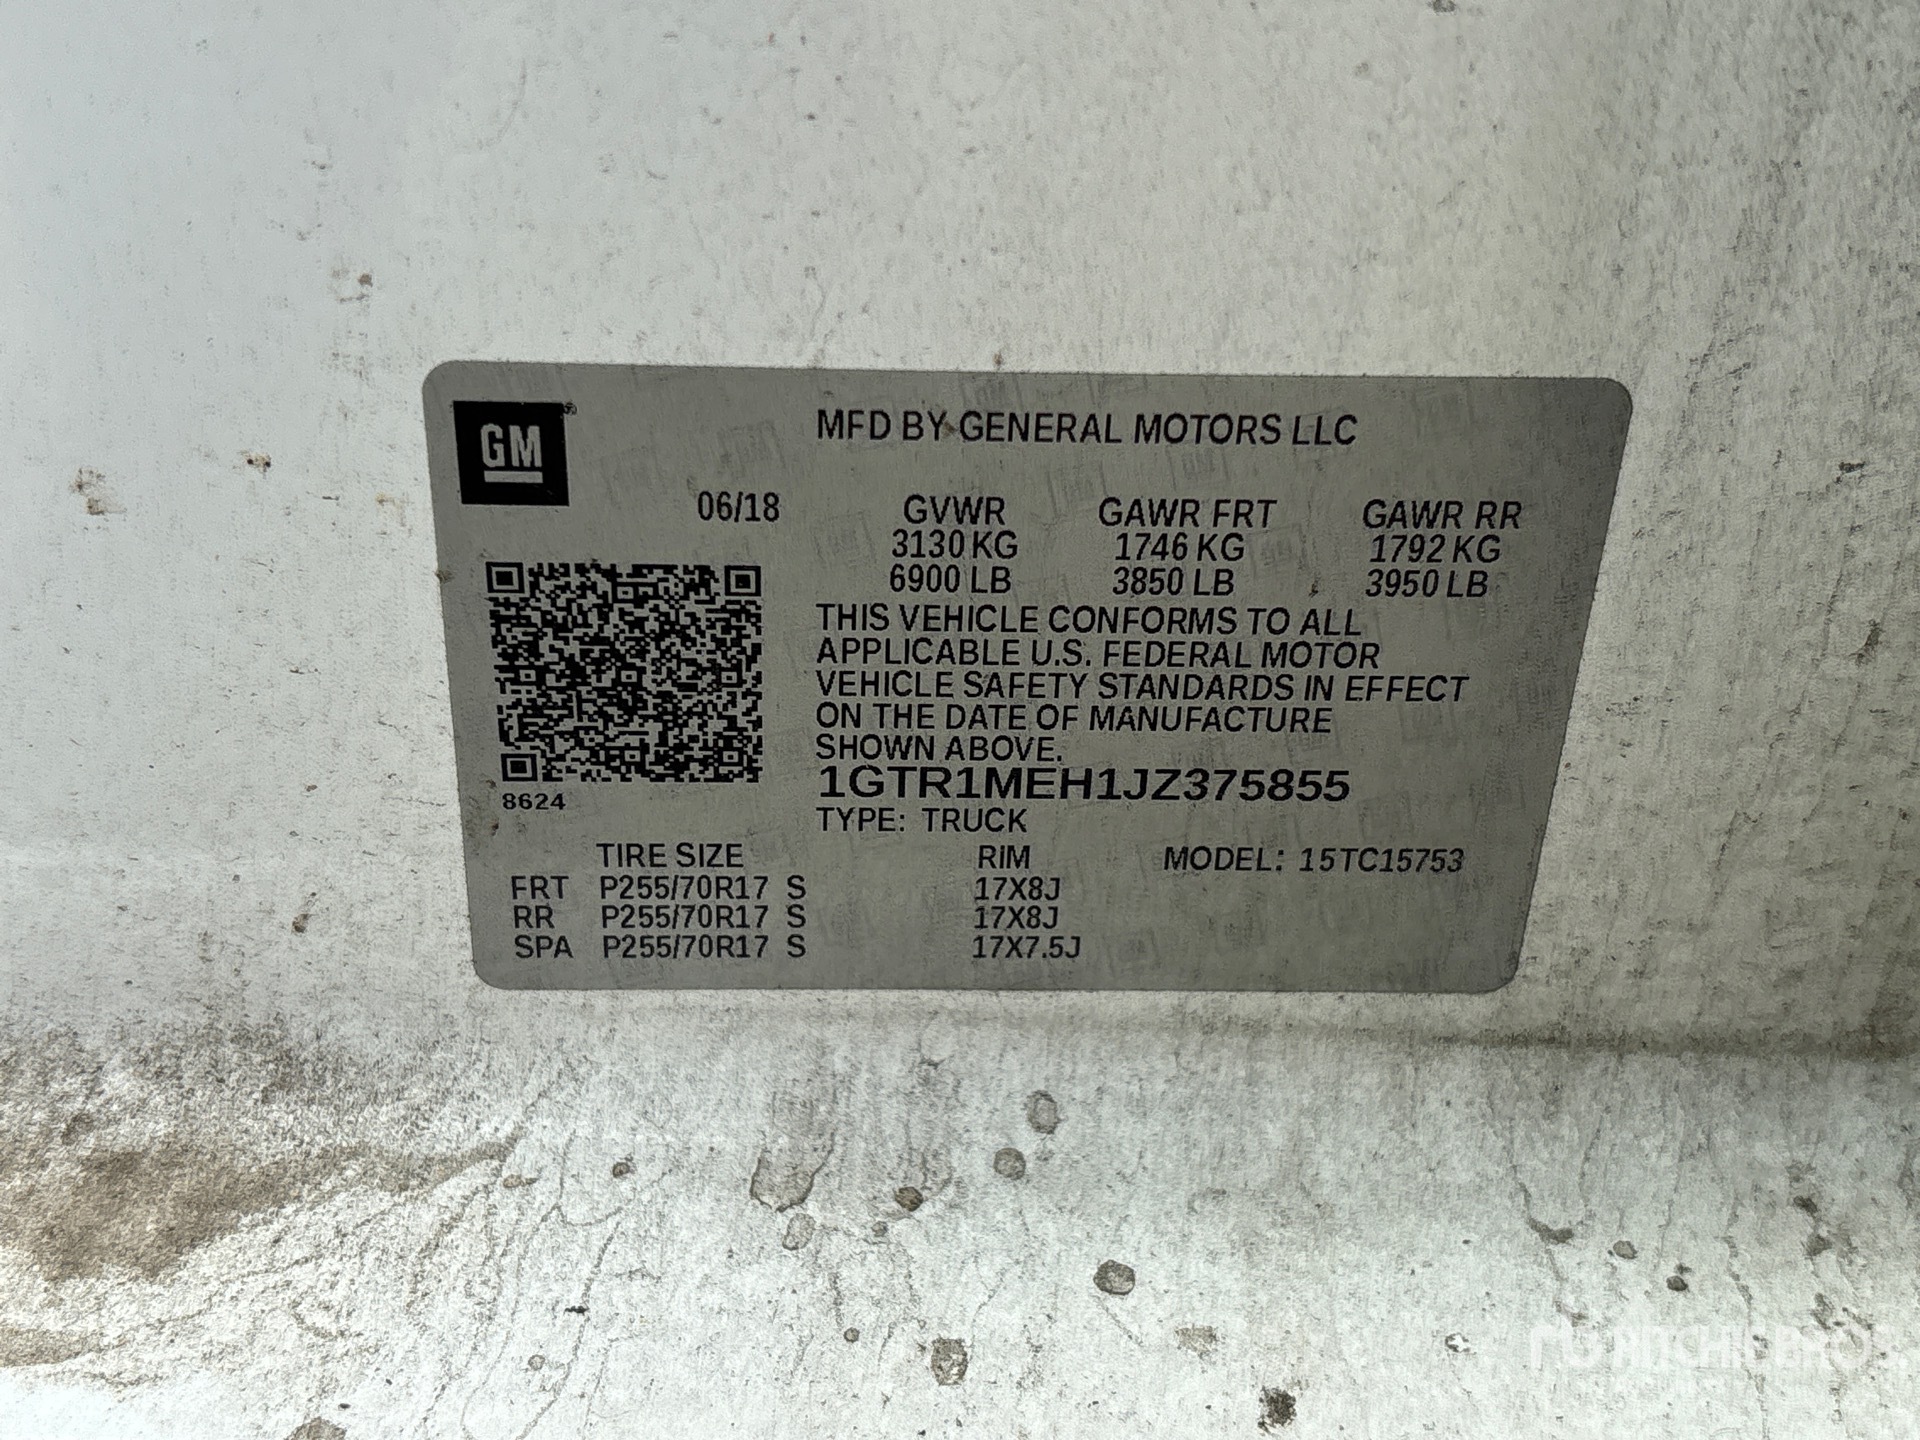 GM
MFD BY GENERAL MOTORS LLC
06/18 GVWR GAWR FRT GAWR RR
3130 KG 1746 KG 1792 KG
6900 LB 3850 LB 3950 LB
THIS VEHICLE CONFORMS TO ALL
APPLICABLE U.S. FEDERAL MOTOR
VEHICLE SAFETY STANDARDS IN EFFECT
ON THE DATE OF MANUFACTURE
SHOWN ABOVE.
1GTR1MEH1JZ375855
8624
TYPE: TRUCK
TIRE SIZE RIM MODEL: 15TC15753
FRT P255/70R17 S 17X8J
RR P255/70R17 S 17X8J
SPA P255/70R17 S 17X7.5J
RITCHIE BROS.